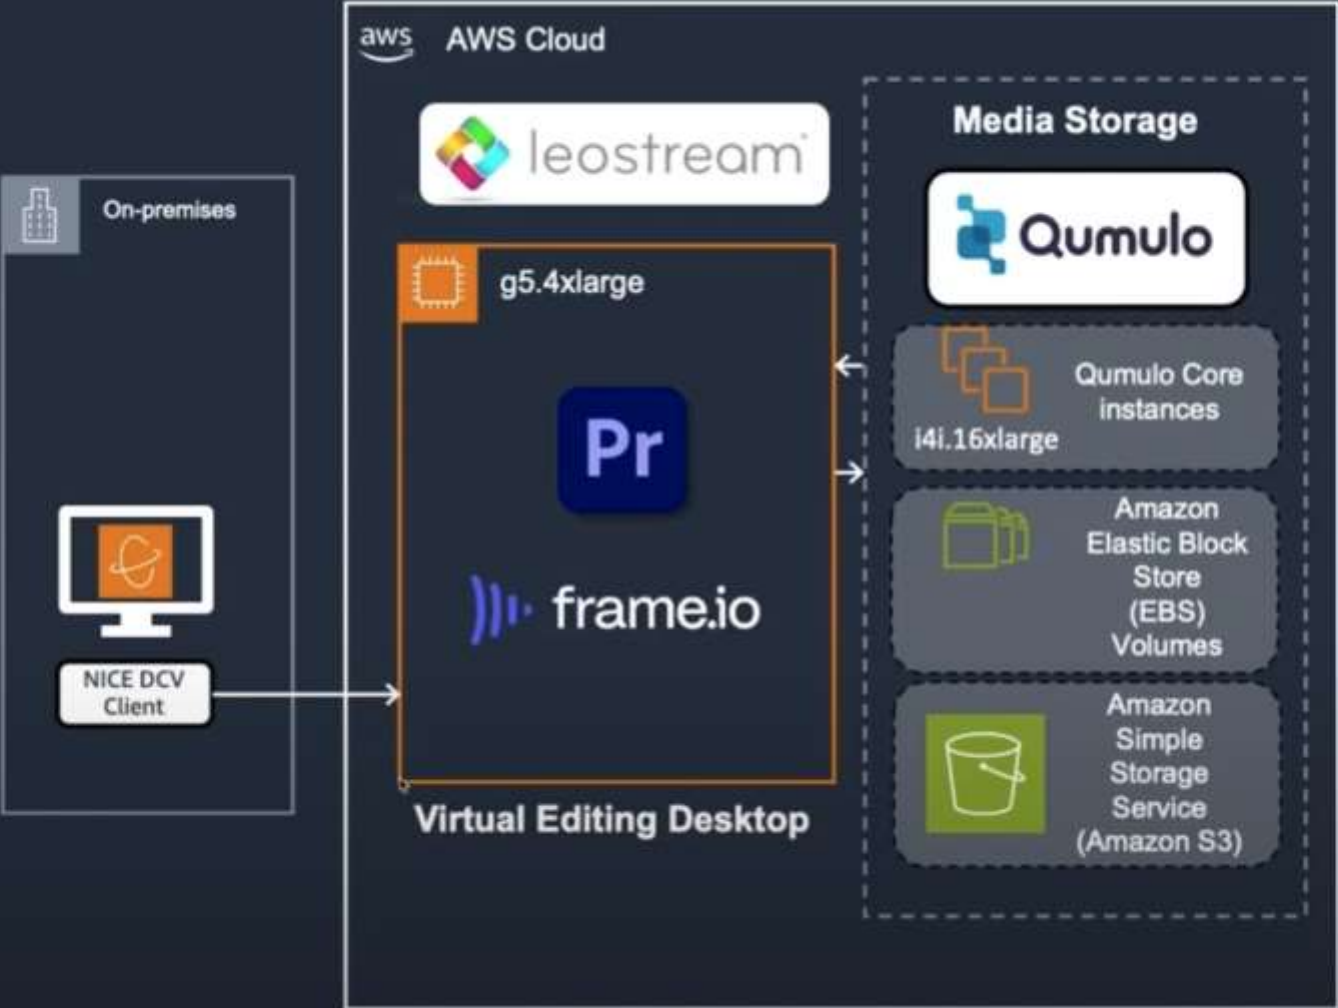 aws
AWS Cloud
leostream
Media Storage
Qumulo
On-premises
g5.4xlarge
Qumulo Core
instances
i4i.16xlarge
Pr
Amazon
Elastic Block
Store
(EBS)
Volumes
frame.io
NICE DCV
Client
Amazon
Simple
Storage
Service
(Amazon S3)
Virtual Editing Desktop